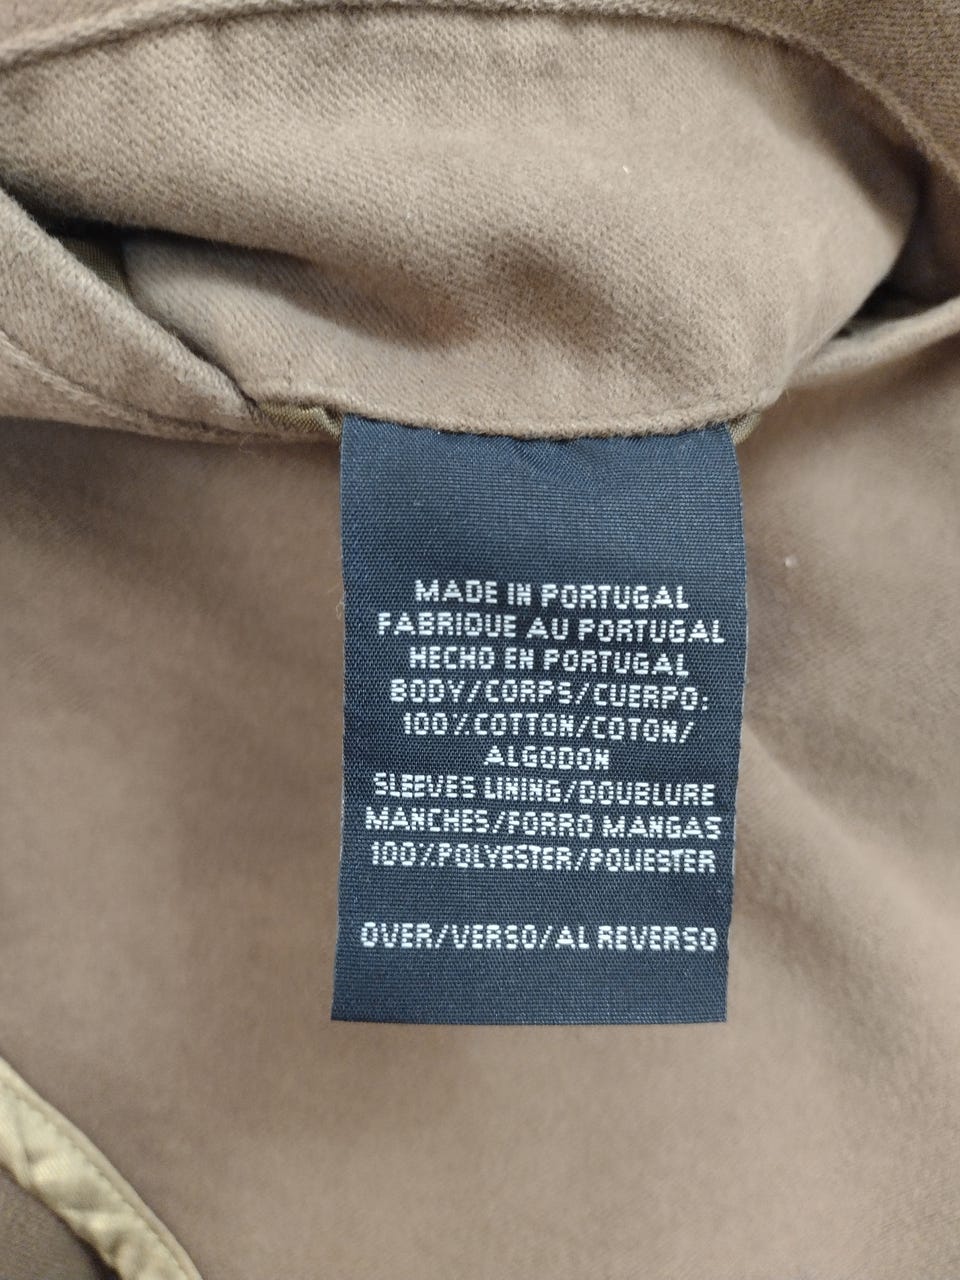 MADE IN PORTUGAL
FABRIQUE AU PORTUGAL
HECHO EN PORTUGAL
BODY/CORPS/CUERPO:
100%COTTON/COTON/
ALGODON
SLEEVES LINING/DOUBLURE
MANCHES/FORRO MANGAS
100%POLYESTER/POLIESTER
OVER/VERSO/AL REVERSO